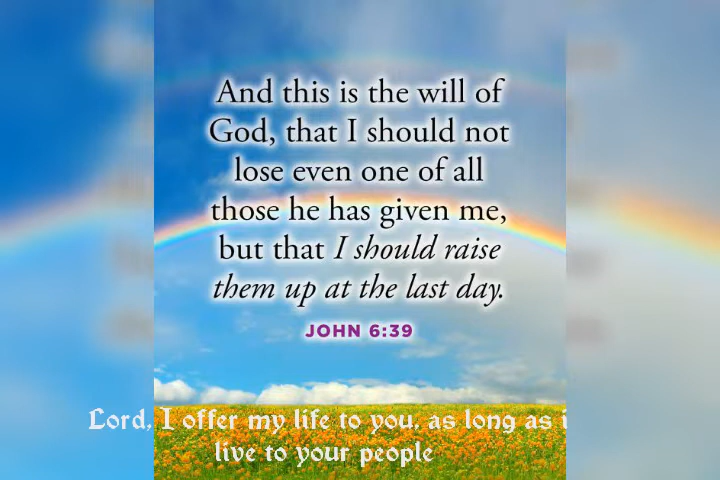 And this is the will of
God, that I should not
lose even one of all
those he has given me,
but that I should raise
them up at the last day.
JOHN 6:39
Lord, I offer my life to you. as long as i
live to your people